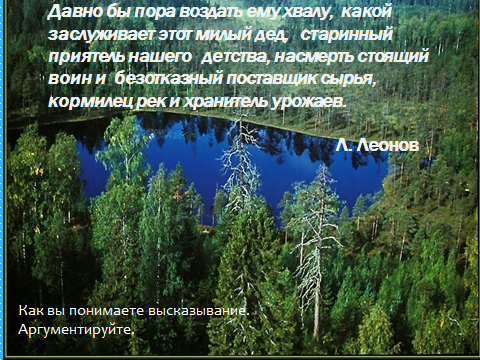 Давно бы пора воздать ему хвалу, какой
заслуживает этот милый дед, старинный
приятель нашего детства, насмерть стоящий
воин и безотказный поставщик сырья,
кормилец рек и хранитель урожаев.
Л. Леонов
Как вы понимаете высказывание.
Аргументируйте.